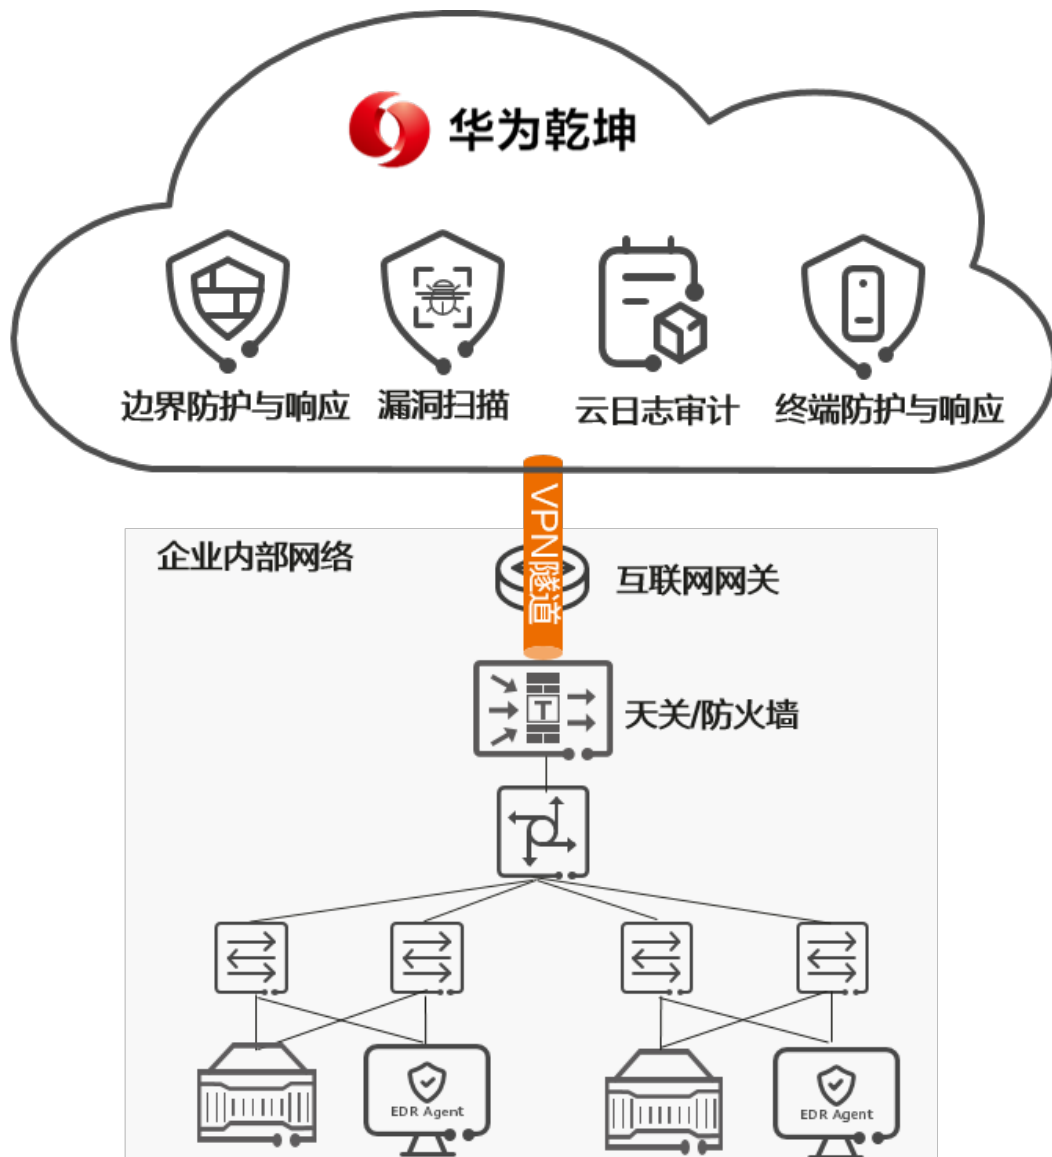 华为乾坤
边界防护与响应
漏洞扫描
云日志审计
终端防护与响应
VPN隧道
企业内部网络
互联网网关
T
天关/防火墙
EDR Agent
EDR Agent